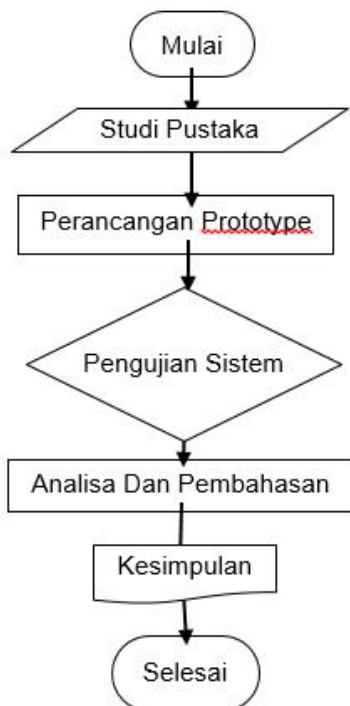 Mulai
Studi Pustaka
Perancangan Prototype
Pengujian Sistem
Analisa Dan Pembahasan
Kesimpulan
Selesai